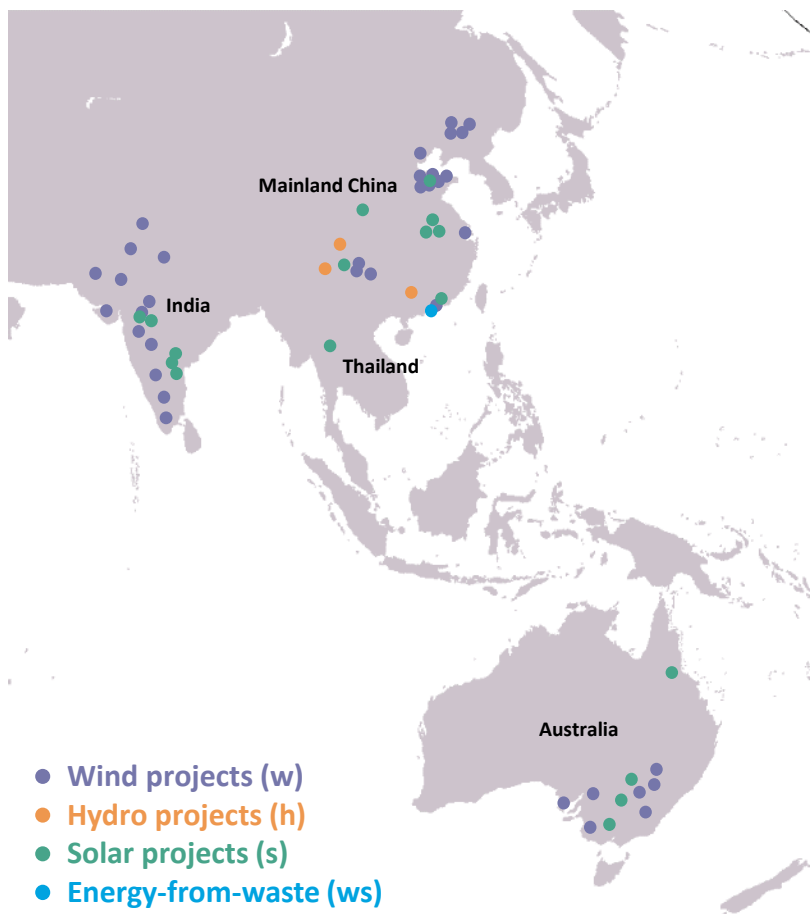 Mainland China
India
Thailand
Australia
Wind projects (w)
Hydro projects (h)
Solar projects (s)
Energy-from-waste (ws)